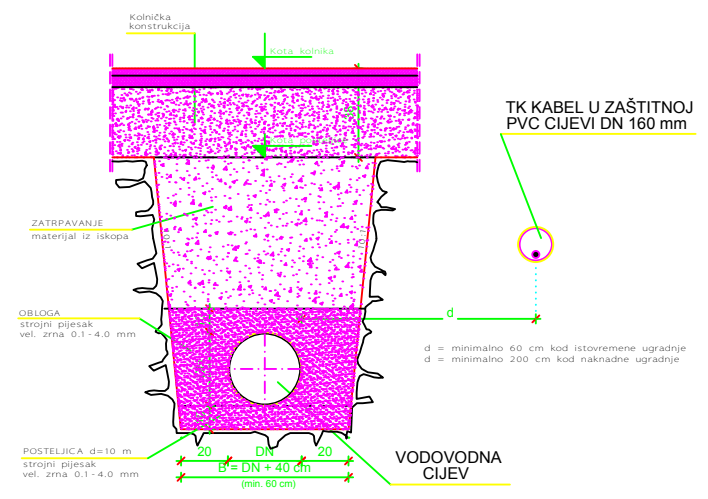 Kolnička
konstrukcija
Kota kolnika
TK KABEL U ZAŠTITNOJ
PVC CIJEVI DN 160 mm
Kota
ZATRPAVANJE
materijal iz iskopa
d
OBLOGA
strojni pijesak
vel. zrna 0.1-4.0 mm
d = minimalno 60 cm kod istovremene ugradnje
d = minimalno 200 cm kod naknadne ugradnje
POSTELJICA d=10 m
strojni pijesak
vel. zrna 0.1-4.0 mm
20 DN 20
B = DN + 40 cm
(min. 60 cm)
VODOVODNA
CIJEV